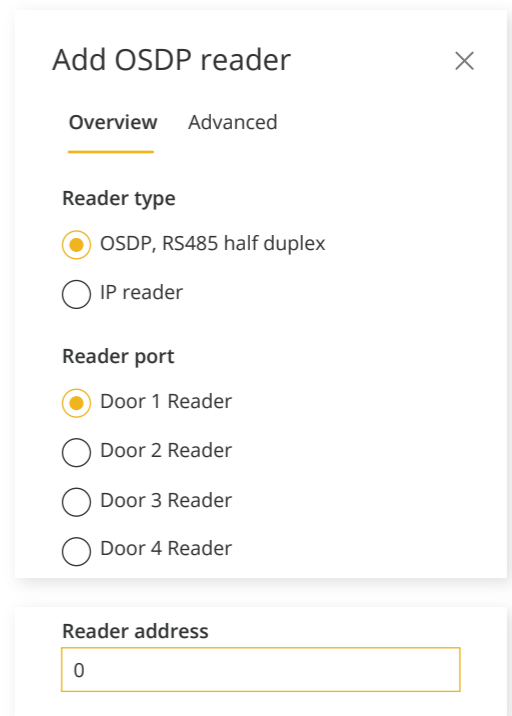 Add OSDP reader
Overview Advanced
Reader type
OSDP, RS485 half duplex
IP reader
Reader port
Door 1 Reader
Door 2 Reader
Door 3 Reader
Door 4 Reader
Reader address
0